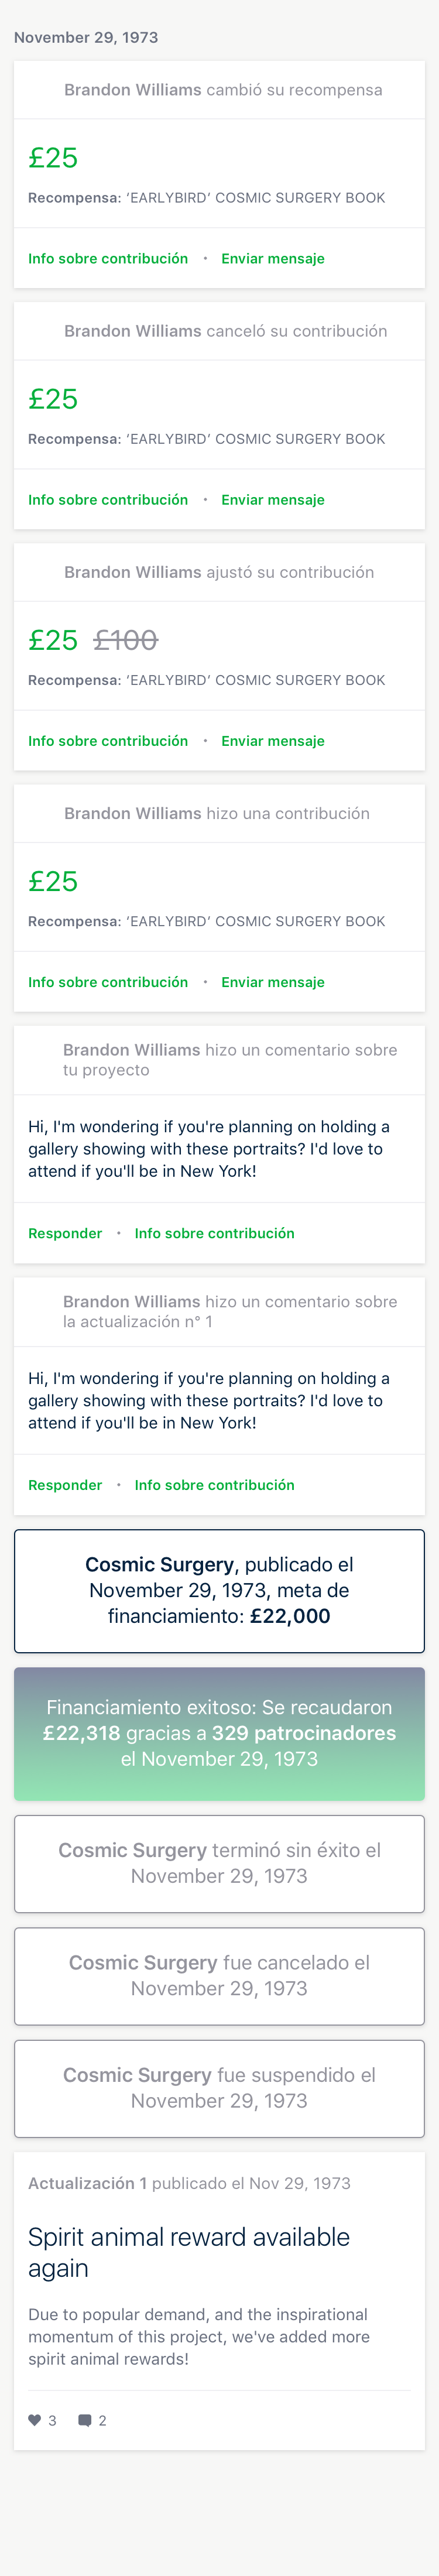 November 29, 1973
Brandon Williams cambió su recompensa
£25
Recompensa: ‘EARLYBIRD’ COSMIC SURGERY BOOK
Info sobre contribución • Enviar mensaje
Brandon Williams canceló su contribución
£25
Recompensa: ‘EARLYBIRD’ COSMIC SURGERY BOOK
Info sobre contribución • Enviar mensaje
Brandon Williams ajustó su contribución
£25 £100
Recompensa: ‘EARLYBIRD’ COSMIC SURGERY BOOK
Info sobre contribución • Enviar mensaje
Brandon Williams hizo una contribución
£25
Recompensa: ‘EARLYBIRD’ COSMIC SURGERY BOOK
Info sobre contribución • Enviar mensaje
Brandon Williams hizo un comentario sobre
tu proyecto
Hi, I'm wondering if you're planning on holding a
gallery showing with these portraits? I'd love to
attend if you'll be in New York!
Responder • Info sobre contribución
Brandon Williams hizo un comentario sobre
la actualización n° 1
Hi, I'm wondering if you're planning on holding a
gallery showing with these portraits? I'd love to
attend if you'll be in New York!
Responder • Info sobre contribución
Cosmic Surgery, publicado el
November 29, 1973, meta de
financiamiento: £22,000
Financiamiento exitoso: Se recaudaron
£22,318 gracias a 329 patrocinadores
el November 29, 1973
Cosmic Surgery terminó sin éxito el
November 29, 1973
Cosmic Surgery fue cancelado el
November 29, 1973
Cosmic Surgery fue suspendido el
November 29, 1973
Actualización 1 publicado el Nov 29, 1973
Spirit animal reward available
again
Due to popular demand, and the inspirational
momentum of this project, we've added more
spirit animal rewards!
3 2